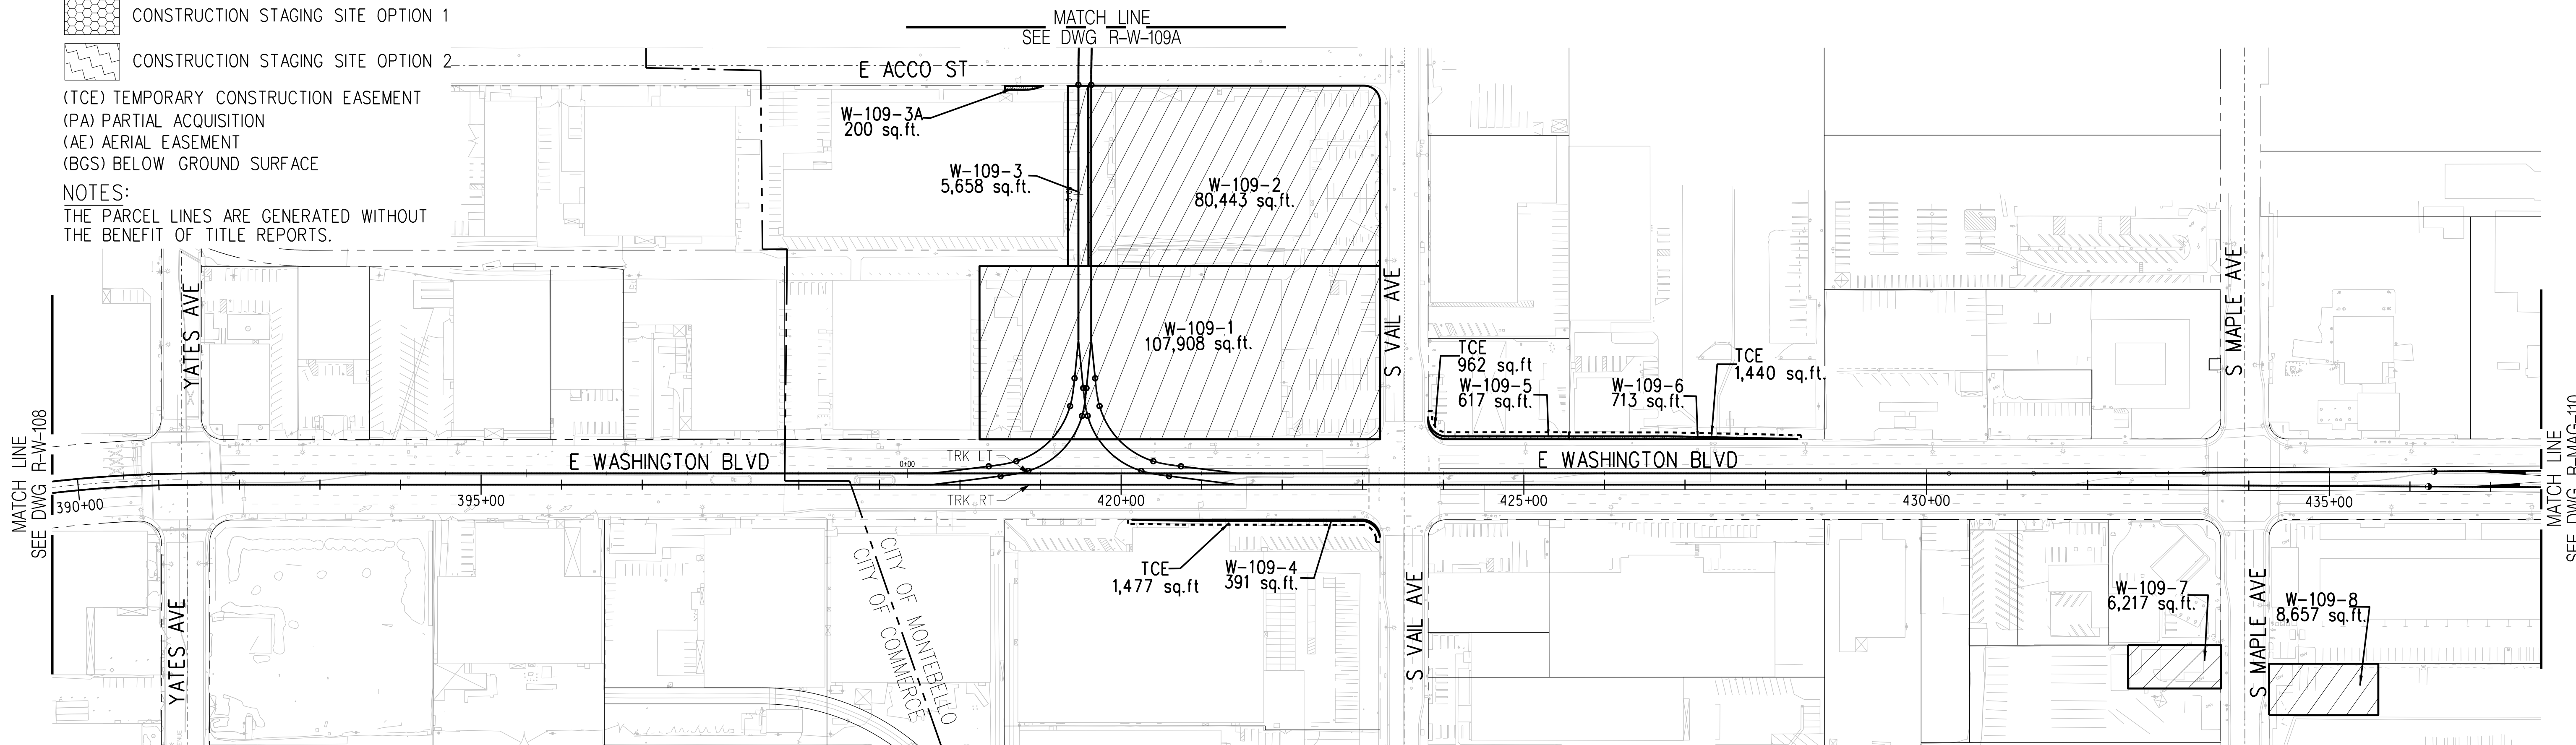 CONSTRUCTION STAGING SITE OPTION 1
CONSTRUCTION STAGING SITE OPTION 2
(TCE) TEMPORARY CONSTRUCTION EASEMENT
(PA) PARTIAL ACQUISITION
(AE) AERIAL EASEMENT
(BGS) BELOW GROUND SURFACE
NOTES:
THE PARCEL LINES ARE GENERATED WITHOUT
THE BENEFIT OF TITLE REPORTS.
MATCH LINE
SEE DWG R-W-109A
E ACCO ST
W-109-3A
200 sq.ft.
W-109-3
5,658 sq.ft.
W-109-2
80,443 sq.ft.
W-109-1
107,908 sq.ft.
YATES AVE
S VAIL AVE
S MAPLE AVE
TCE
962 sq.ft
W-109-5
617 sq.ft.
W-109-6
713 sq.ft.
TCE
1,440 sq.ft.
MATCH LINE
SEE DWG R-W-108
E WASHINGTON BLVD
0+00
TRK LT
TRK RT
E WASHINGTON BLVD
390+00
395+00
420+00
425+00
430+00
435+00
MATCH LINE
SEE DWG R-MAG-110
YATES AVE
CITY OF MONTEBELLO
CITY OF COMMERCE
TCE
1,477 sq.ft
W-109-4
391 sq.ft.
S VAIL AVE
W-109-7
6,217 sq.ft.
S MAPLE AVE
W-109-8
8,657 sq.ft.